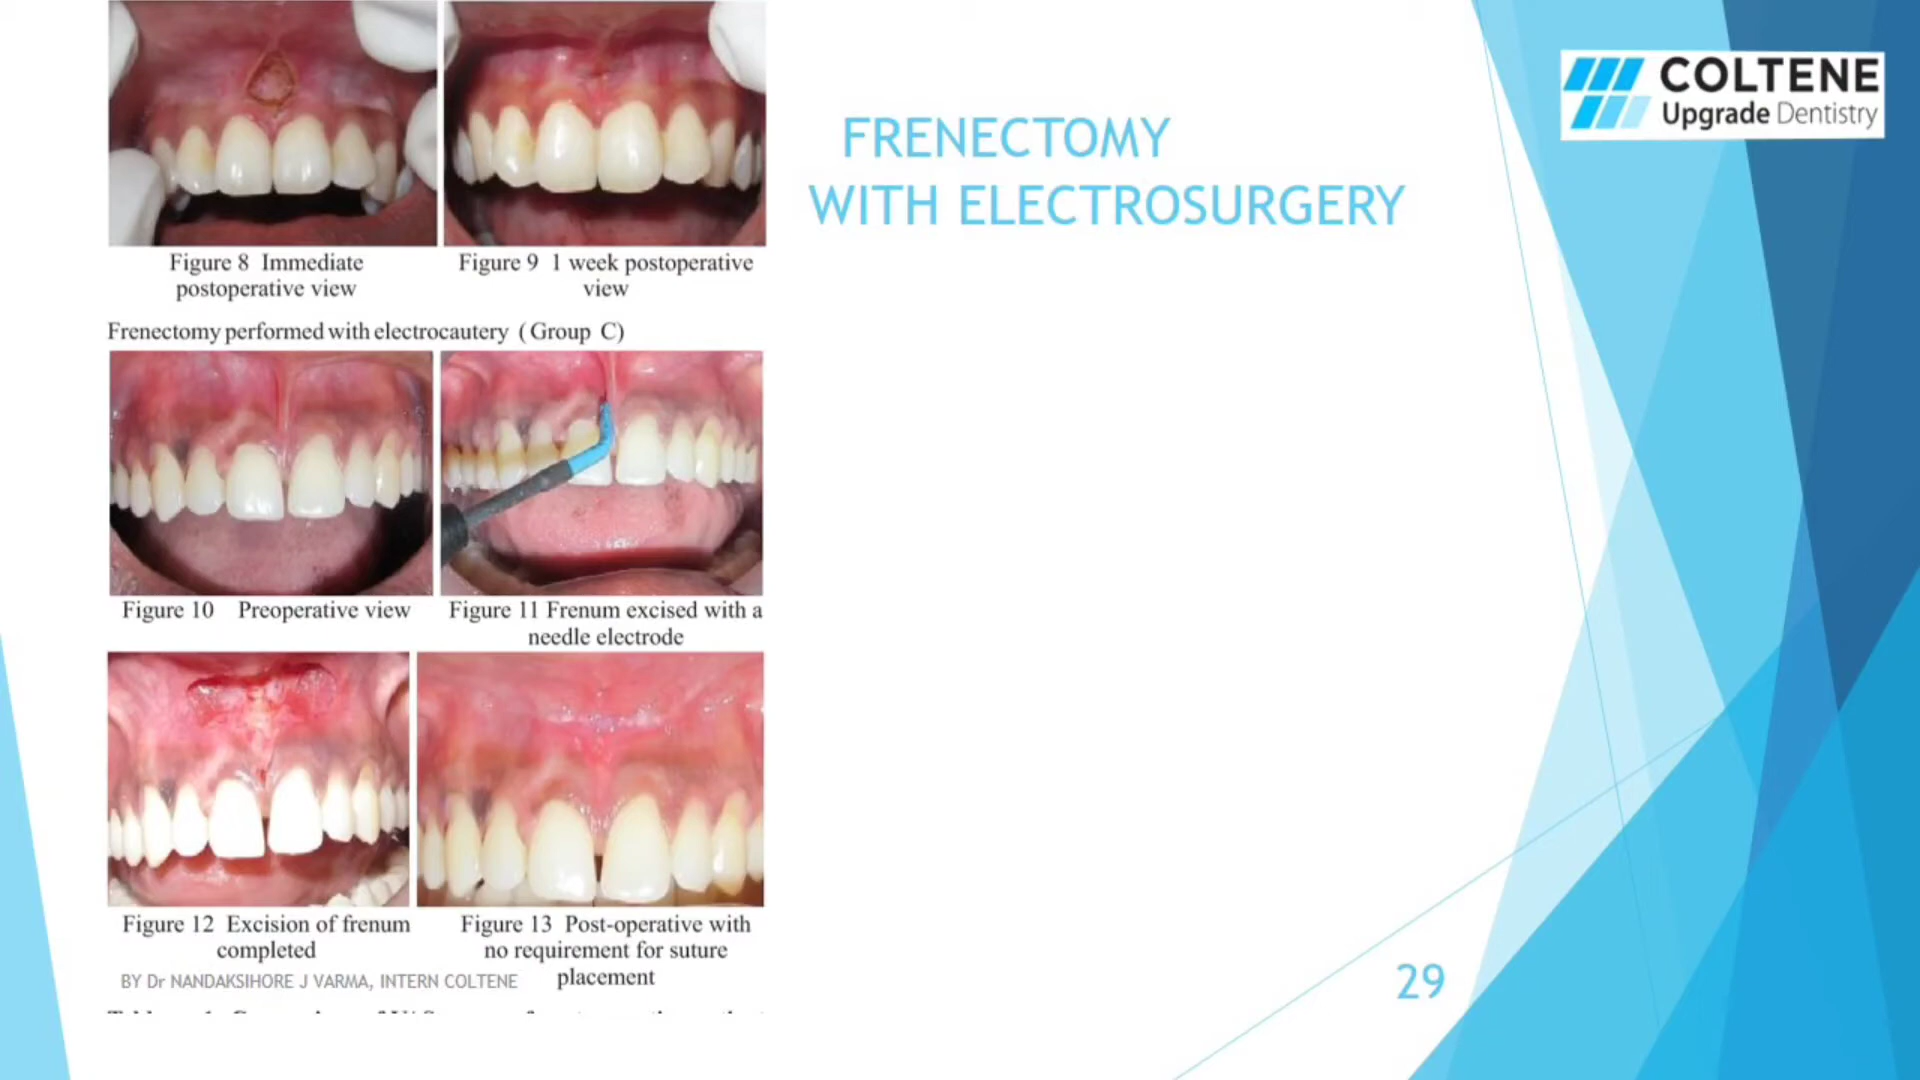 COLTENE
Upgrade Dentistry
FRENECTOMY
WITH ELECTROSURGERY
Figure 8 Immediate
postoperative view
Figure 9 1 week postoperative
view
Frenectomy performed with electrocautery ( Group C)
Figure 10 Preoperative view
Figure 11 Frenum excised with a
needle electrode
Figure 12 Excision of frenum
completed
Figure 13 Post-operative with
no requirement for suture
placement
BY Dr NANDAKSIHORE J VARMA, INTERN COLTENE
29